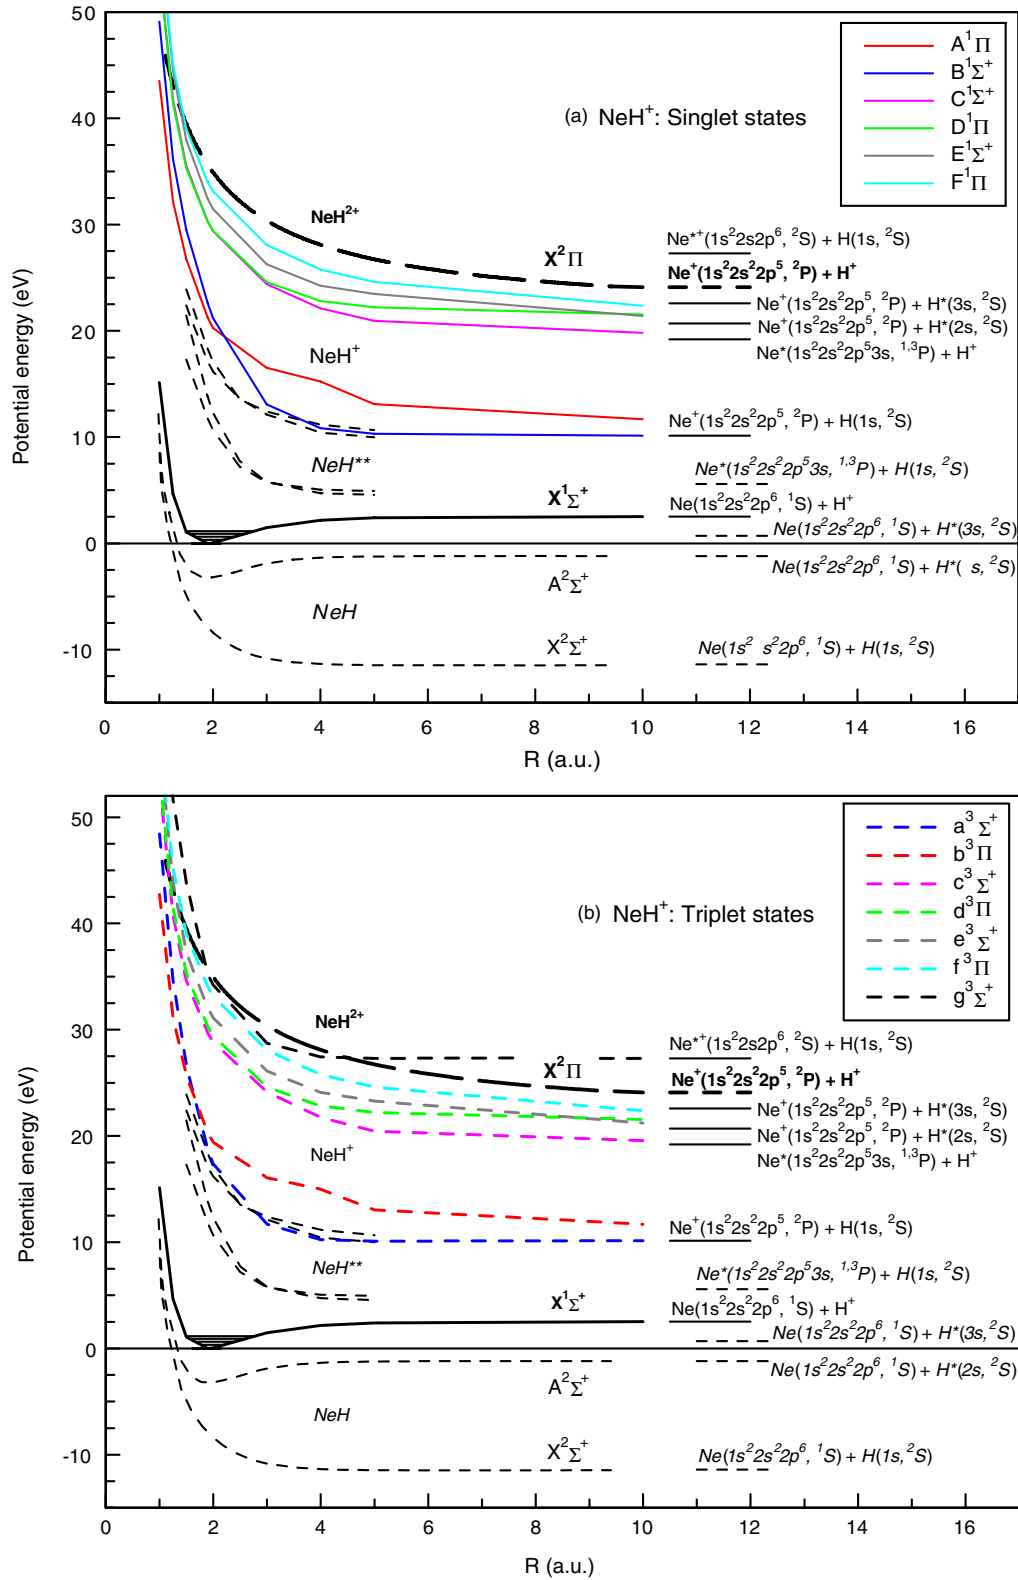 50
40
30
20
10
0
-10
Potential energy (eV)
(a) NeH⁺: Singlet states
A¹Π
B¹Σ⁺
C¹Σ⁺
D¹Π
E¹Σ⁺
F¹Π
NeH²⁺
X²Π
NeH⁺
NeH**
X¹Σ⁺
A²Σ⁺
NeH
X²Σ⁺
Ne*⁺(1s²2s2p⁶, ²S) + H(1s, ²S)
Ne⁺(1s²2s²2p⁵, ²P) + H⁺
Ne⁺(1s²2s²2p⁵, ²P) + H*(3s, ²S)
Ne⁺(1s²2s²2p⁵, ²P) + H*(2s, ²S)
Ne*(1s²2s²2p⁵3s, ¹,³P) + H⁺
Ne⁺(1s²2s²2p⁵, ²P) + H(1s, ²S)
Ne*(1s²2s²2p⁵3s, ¹,³P) + H(1s, ²S)
Ne(1s²2s²2p⁶, ¹S) + H⁺
Ne(1s²2s²2p⁶, ¹S) + H*(3s, ²S)
Ne(1s²2s²2p⁶, ¹S) + H*( s, ²S)
Ne(1s² s²2p⁶, ¹S) + H(1s, ²S)
0 2 4 6 8 10 12 14 16
R (a.u.)
50
40
30
20
10
0
-10
Potential energy (eV)
(b) NeH⁺: Triplet states
a³Σ⁺
b³Π
c³Σ⁺
d³Π
e³Σ⁺
f³Π
g³Σ⁺
NeH²⁺
X²Π
NeH⁺
NeH**
X¹Σ⁺
A²Σ⁺
NeH
X²Σ⁺
Ne*⁺(1s²2s2p⁶, ²S) + H(1s, ²S)
Ne⁺(1s²2s²2p⁵, ²P) + H⁺
Ne⁺(1s²2s²2p⁵, ²P) + H*(3s, ²S)
Ne⁺(1s²2s²2p⁵, ²P) + H*(2s, ²S)
Ne*(1s²2s²2p⁵3s, ¹,³P) + H⁺
Ne⁺(1s²2s²2p⁵, ²P) + H(1s, ²S)
Ne*(1s²2s²2p⁵3s, ¹,³P) + H(1s, ²S)
Ne(1s²2s²2p⁶, ¹S) + H⁺
Ne(1s²2s²2p⁶, ¹S) + H*(3s,²S)
Ne(1s²2s²2p⁶, ¹S) + H*(2s, ²S)
Ne(1s²2s²2p⁶, ¹S) + H(1s, ²S)
0 2 4 6 8 10 12 14 16
R (a.u.)